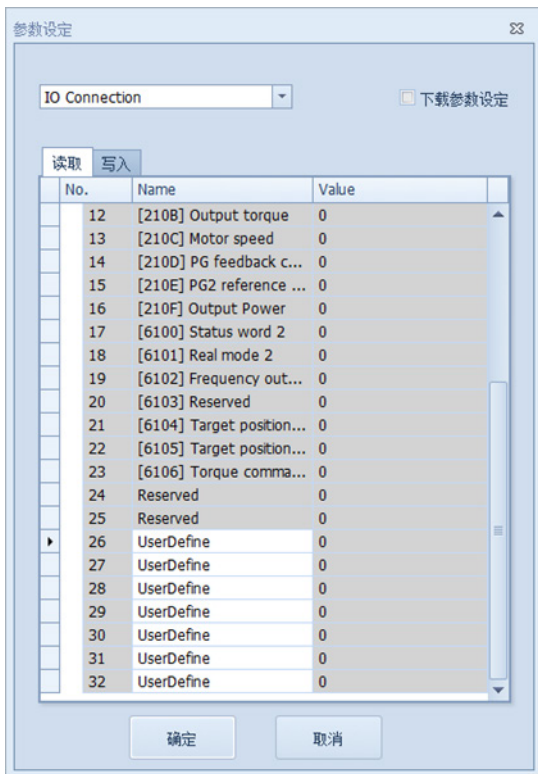 参数设定
IO Connection
下载参数设定
读取 写入
No. Name Value
12 [210B] Output torque 0
13 [210C] Motor speed 0
14 [210D] PG feedback c... 0
15 [210E] PG2 reference ... 0
16 [210F] Output Power 0
17 [6100] Status word 2 0
18 [6101] Real mode 2 0
19 [6102] Frequency out... 0
20 [6103] Reserved 0
21 [6104] Target position... 0
22 [6105] Target position... 0
23 [6106] Torque comma... 0
24 Reserved 0
25 Reserved 0
26 UserDefine 0
27 UserDefine 0
28 UserDefine 0
29 UserDefine 0
30 UserDefine 0
31 UserDefine 0
32 UserDefine 0
确定 取消